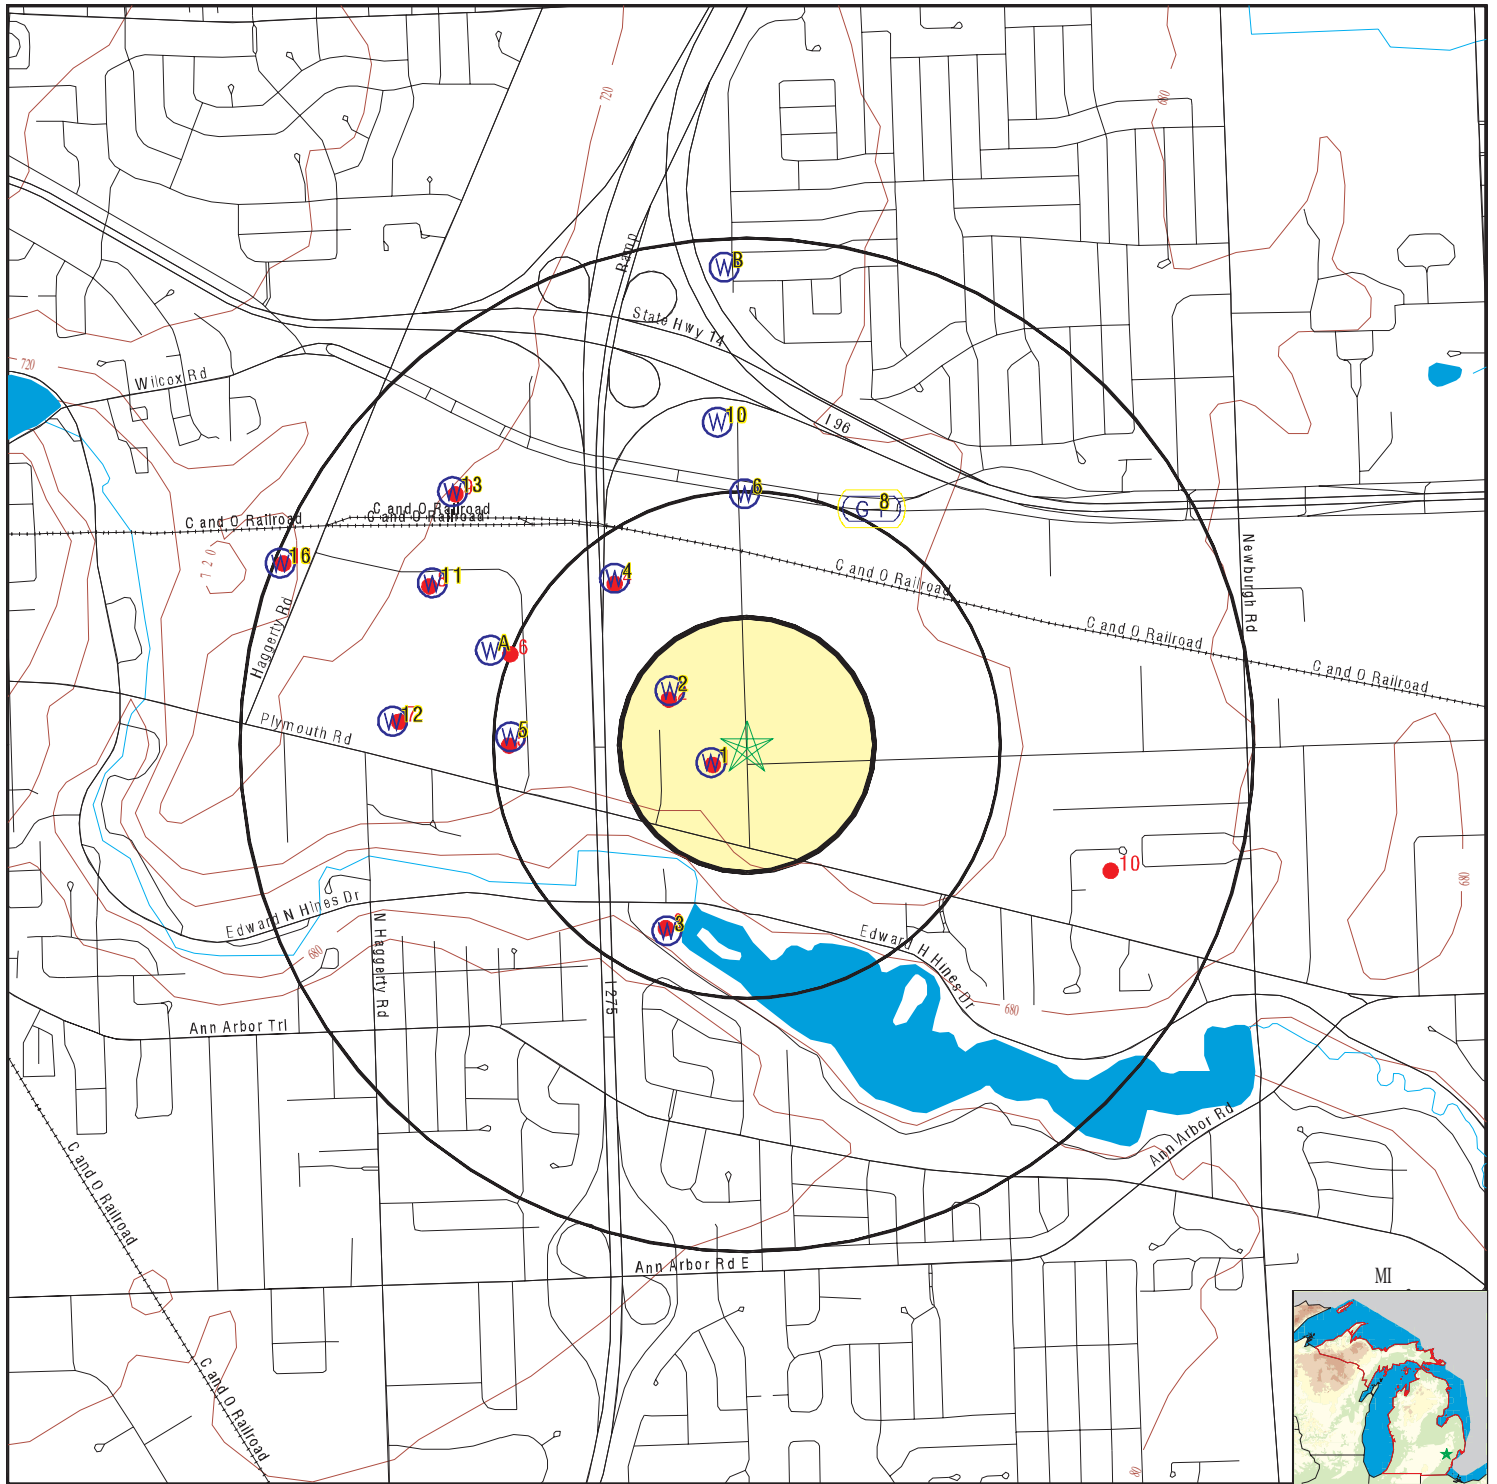 720
680
Ramp
W B
State Hwy 14
720
Wilcox Rd
W 10
I 96
W 13
W 6
G I 8
C and O Railroad
C and O Railroad
C and O Railroad
W 16
W 11
W 4
C and O Railroad
Newburgh Rd
720
Haggerty Rd
W A 6
C and O Railroad
C and O Railroad
W 2
W 12
Plymouth Rd
W 5
W 1
10
680
Edward N Hines Dr
680
N Haggerty Rd
W 3
Edward H Hines Dr
I 275
680
Ann Arbor Trl
Ann Arbor Rd
C and O Railroad
Ann Arbor Rd E
MI
C and O Railroad
80